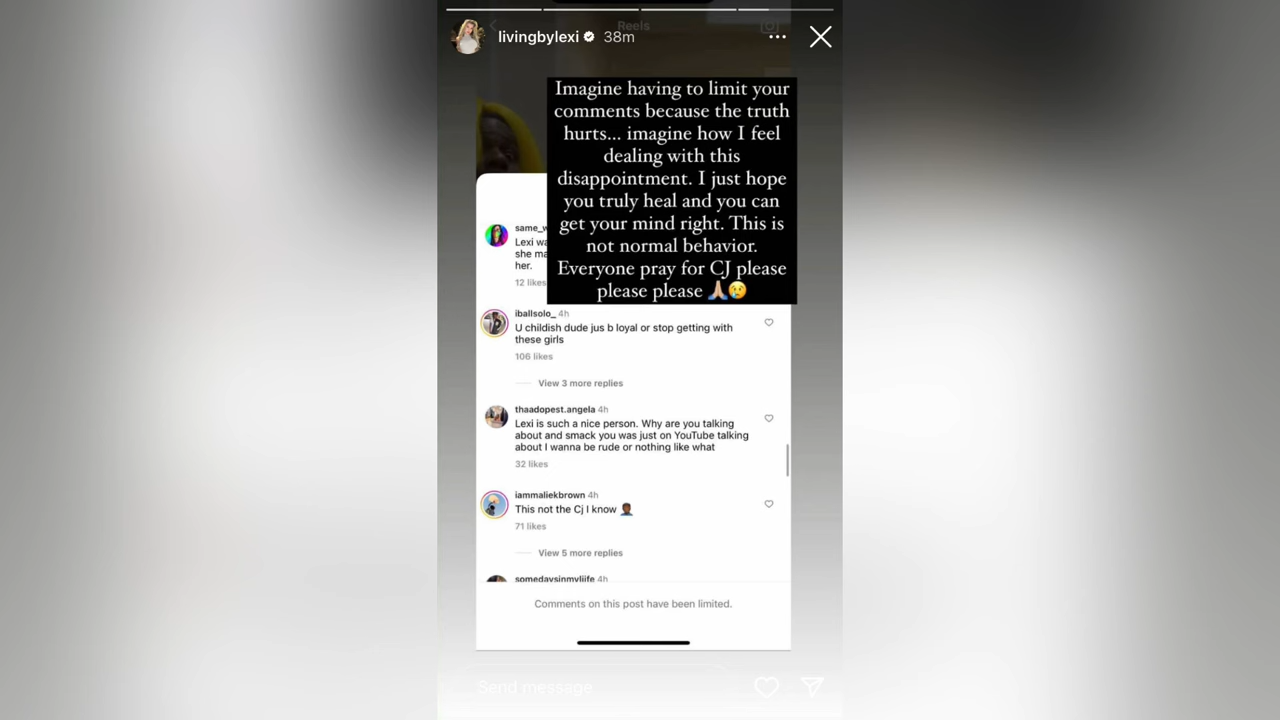 Reels
livingbylexi 38m
Imagine having to limit your
comments because the truth
hurts... imagine how I feel
dealing with this
disappointment. I just hope
you truly heal and you can
get your mind right. This is
not normal behavior.
Everyone pray for CJ please
please please 🙏🏼😢
same_w
Lexi wa
she ma
her.
12 likes
iballsolo_ 4h
U childish dude jus b loyal or stop getting with
these girls
106 likes
View 3 more replies
thaadopest.angela 4h
Lexi is such a nice person. Why are you talking
about and smack you was just on YouTube talking
about I wanna be rude or nothing like what
32 likes
iammaliekbrown 4h
This not the Cj I know 🤦🏾‍♂️
71 likes
View 5 more replies
somedaysinmyliife 4h
Comments on this post have been limited.
Send message